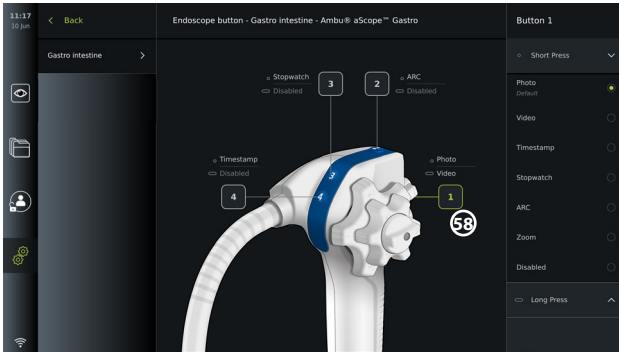 11:17
10 Jun
Back
Endoscope button - Gastro intestine - Ambu® aScope™ Gastro
Button 1
Gastro intestine
Short Press
Photo
Default
Video
Timestamp
Stopwatch
ARC
Zoom
Disabled
Long Press
Stopwatch
Disabled
3
2
ARC
Disabled
Timestamp
Disabled
4
Photo
Video
1
3
4
58